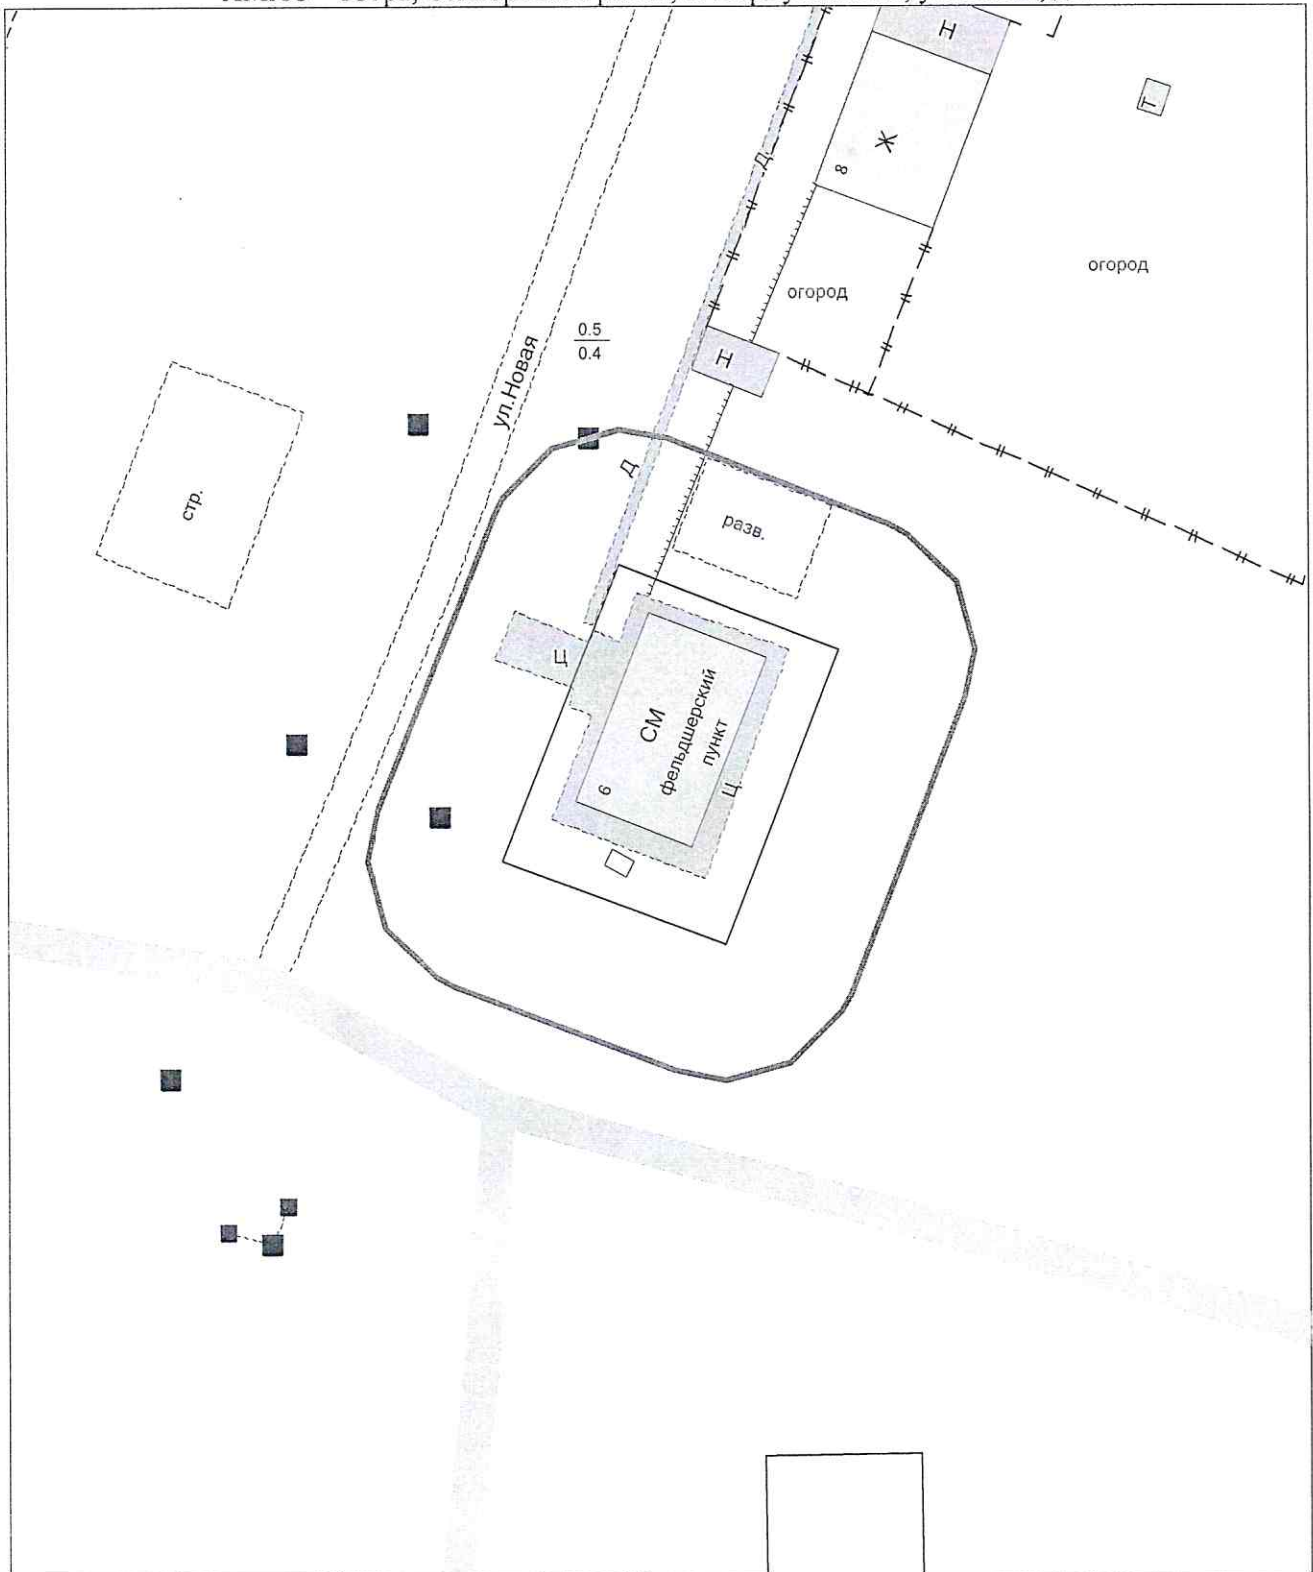 Н
Т
Ж
8
Д
огород
огород
0.5
0.4
ул.Новая
Н
Д
стр.
разв.
Ц
СМ
фельдшерский
пункт
6
Ц